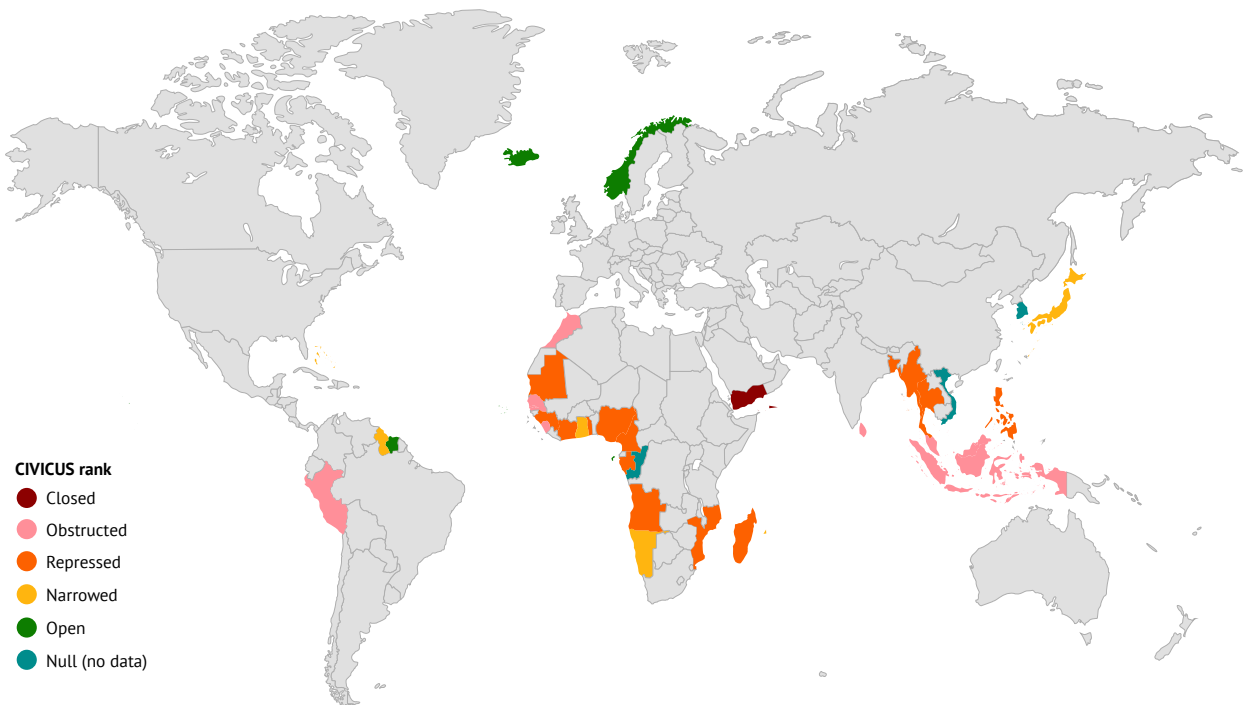 CIVICUS rank
Closed
Obstructed
Repressed
Narrowed
Open
Null (no data)